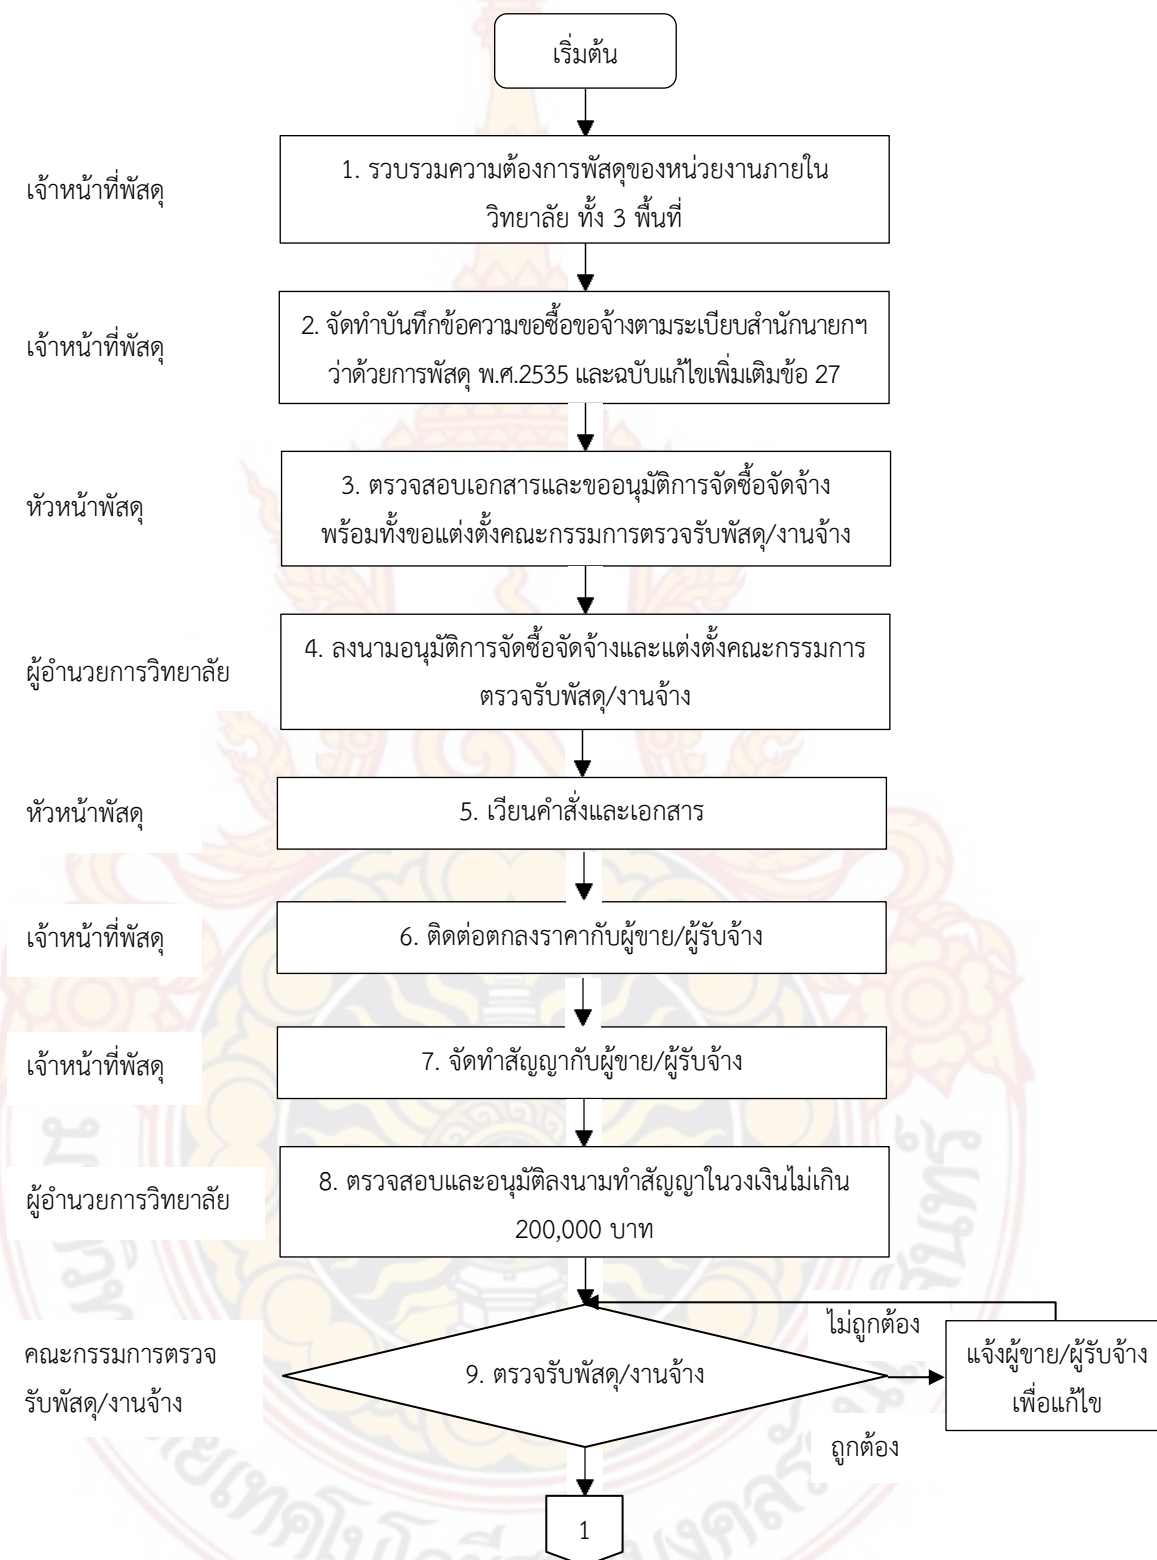 เริ่มต้น
เจ้าหน้าที่พัสดุ
1. รวบรวมความต้องการพัสดุของหน่วยงานภายใน
วิทยาลัย ทั้ง 3 พื้นที่
เจ้าหน้าที่พัสดุ
2. จัดทำบันทึกข้อความขอซื้อขอจ้างตามระเบียบสำนักนายกฯ
ว่าด้วยการพัสดุ พ.ศ.2535 และฉบับแก้ไขเพิ่มเติมข้อ 27
หัวหน้าพัสดุ
3. ตรวจสอบเอกสารและขออนุมัติการจัดซื้อจัดจ้าง
พร้อมทั้งขอแต่งตั้งคณะกรรมการตรวจรับพัสดุ/งานจ้าง
ผู้อำนวยการวิทยาลัย
4. ลงนามอนุมัติการจัดซื้อจัดจ้างและแต่งตั้งคณะกรรมการ
ตรวจรับพัสดุ/งานจ้าง
หัวหน้าพัสดุ
5. เวียนคำสั่งและเอกสาร
เจ้าหน้าที่พัสดุ
6. ติดต่อตกลงราคากับผู้ขาย/ผู้รับจ้าง
เจ้าหน้าที่พัสดุ
7. จัดทำสัญญากับผู้ขาย/ผู้รับจ้าง
ผู้อำนวยการวิทยาลัย
8. ตรวจสอบและอนุมัติลงนามทำสัญญาในวงเงินไม่เกิน
200,000 บาท
คณะกรรมการตรวจ
รับพัสดุ/งานจ้าง
9. ตรวจรับพัสดุ/งานจ้าง
ไม่ถูกต้อง
แจ้งผู้ขาย/ผู้รับจ้าง
เพื่อแก้ไข
ถูกต้อง
1